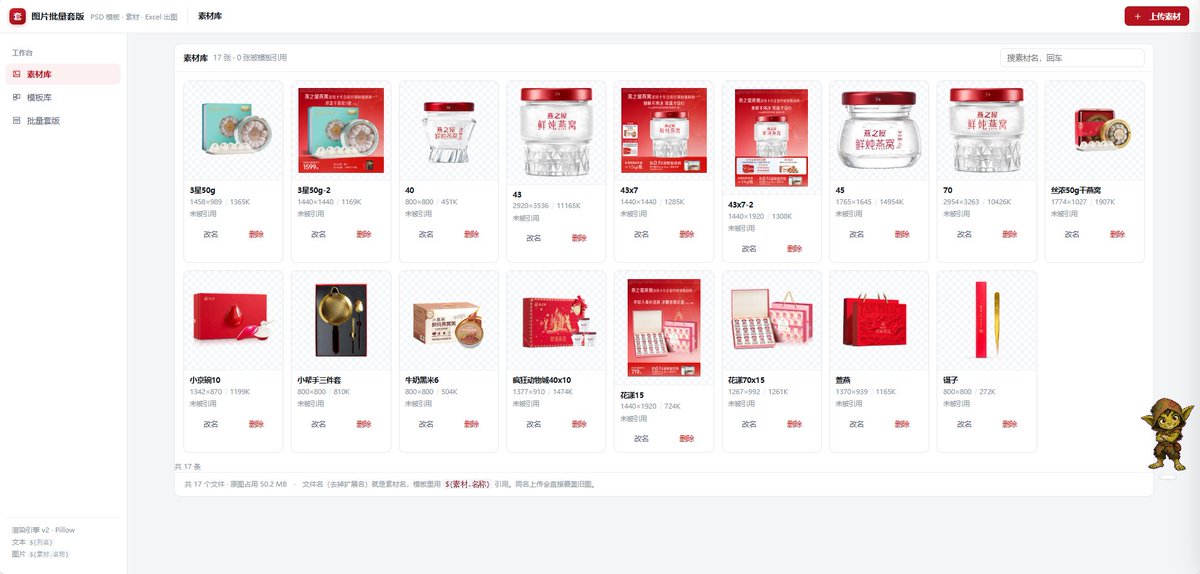 套 图片批量套版 PSD 模板 · 素材 · Excel 出图 素材库
+ 上传素材
工作台
素材库
模板库
批量套版
素材库 17 张 · 0 张被模板引用
搜素材名，回车
3星50g
1458×989 / 1365K
未被引用
改名 删除
3星50g-2
1440×1440 / 1169K
未被引用
改名 删除
40
800×800 / 451K
未被引用
改名 删除
燕之屋
鲜炖燕窝
43
2920×3536 / 11165K
未被引用
改名 删除
43x7
1440×1440 / 1285K
未被引用
改名 删除
43x7-2
1440×1920 / 1308K
未被引用
改名 删除
燕之屋
鲜炖燕窝
45
1765×1645 / 14954K
未被引用
改名 删除
燕之屋
鲜炖燕窝
70
2954×3263 / 10426K
未被引用
改名 删除
丝浓50g干燕窝
1774×1027 / 1907K
未被引用
改名 删除
小京碗10
1342×870 / 1199K
未被引用
改名 删除
小帮手三件套
800×800 / 810K
未被引用
改名 删除
牛奶黑米6
800×800 / 504K
未被引用
改名 删除
疯狂动物城40x10
1377×910 / 1474K
未被引用
改名 删除
花漾15
1440×1920 / 724K
未被引用
改名 删除
花漾70x15
1267×992 / 1261K
未被引用
改名 删除
萱燕
1370×939 / 1165K
未被引用
改名 删除
镊子
800×800 / 272K
未被引用
改名 删除
共 17 条
共 17 个文件 · 原图占用 50.2 MB · 文件名（去掉扩展名）就是素材名，模板里用 ${素材.名称} 引用。同名上传会直接覆盖旧图。
渲染引擎 v2 · Pillow
文本 ${列名}
图片 ${素材.名称}